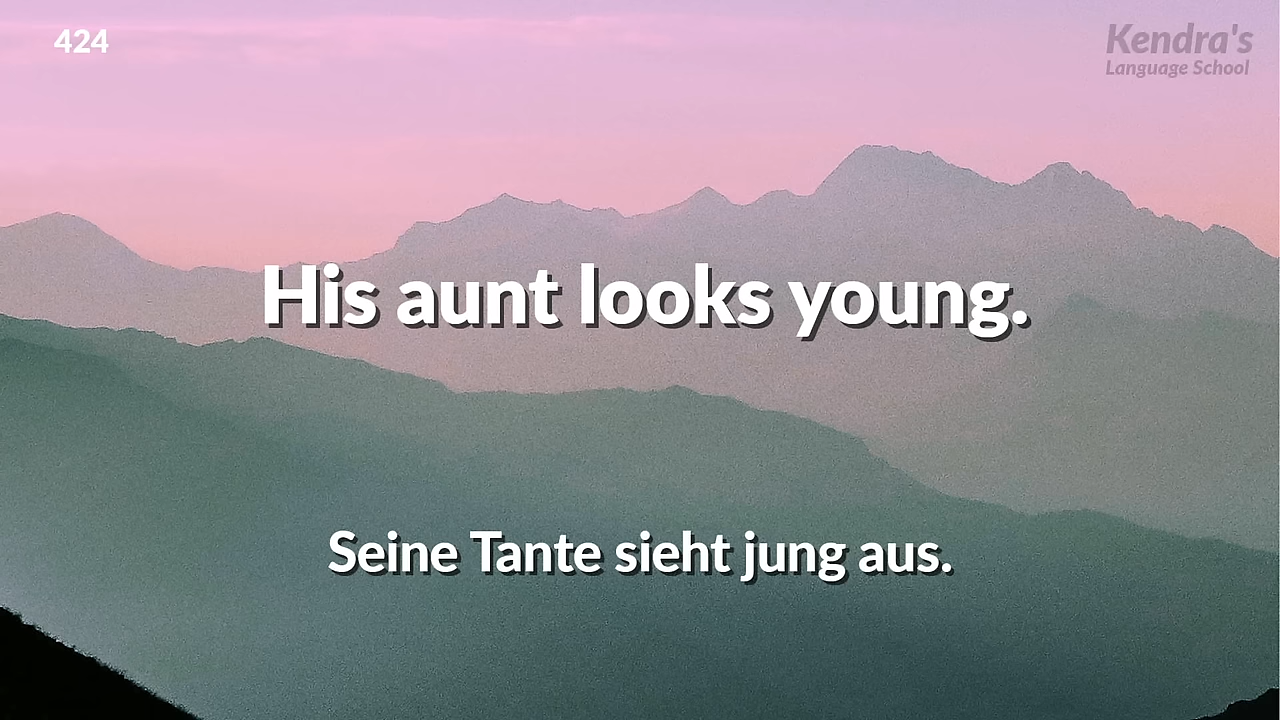 424
Kendra's
Language School
His aunt looks young.
Seine Tante sieht jung aus.